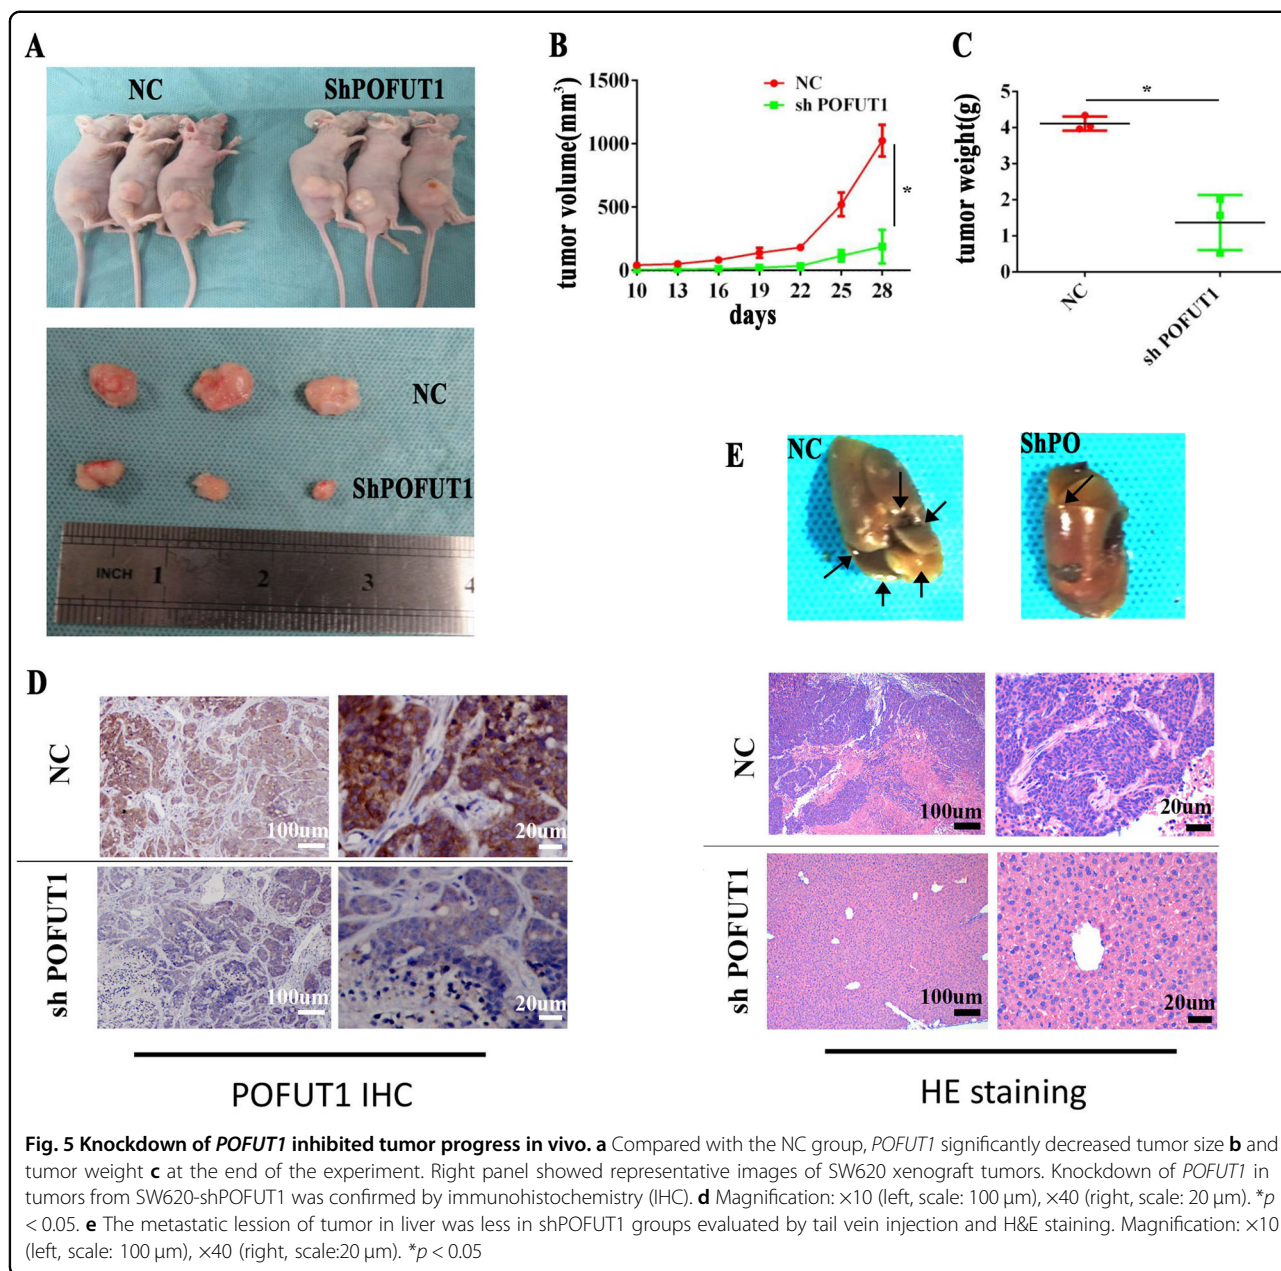 A
NC
ShPOFUT1
NC
ShPOFUT1
INCH 1 2 3 4
B
NC
sh POFUT1
tumor volume(mm³)
1500
1000
500
0
10 13 16 19 22 25 28
days
*
C
*
tumor weight(g)
5
4
3
2
1
0
NC
sh POFUT1
D
NC
100um
20um
sh POFUT1
100um
20um
POFUT1 IHC
E
NC
ShPO
NC
100um
20um
sh POFUT1
100um
20um
HE staining
Fig. 5 Knockdown of POFUT1 inhibited tumor progress in vivo. a Compared with the NC group, POFUT1 significantly decreased tumor size b and
tumor weight c at the end of the experiment. Right panel showed representative images of SW620 xenograft tumors. Knockdown of POFUT1 in
tumors from SW620-shPOFUT1 was confirmed by immunohistochemistry (IHC). d Magnification: ×10 (left, scale: 100 μm), ×40 (right, scale: 20 μm). *p
< 0.05. e The metastatic lession of tumor in liver was less in shPOFUT1 groups evaluated by tail vein injection and H&E staining. Magnification: ×10
(left, scale: 100 μm), ×40 (right, scale:20 μm). *p < 0.05